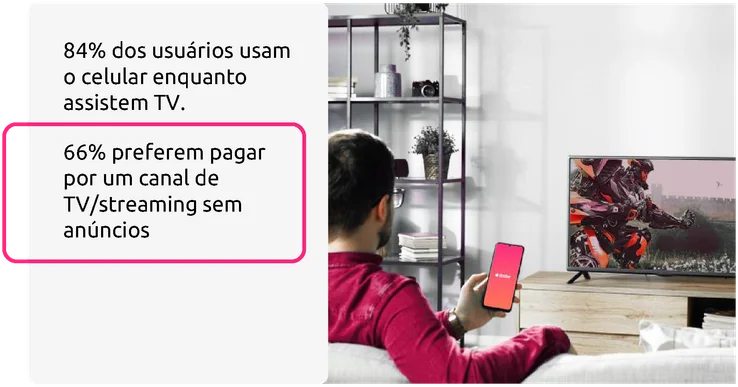 84% dos usuários usam
o celular enquanto
assistem TV.
66% preferem pagar
por um canal de
TV/streaming sem
anúncios